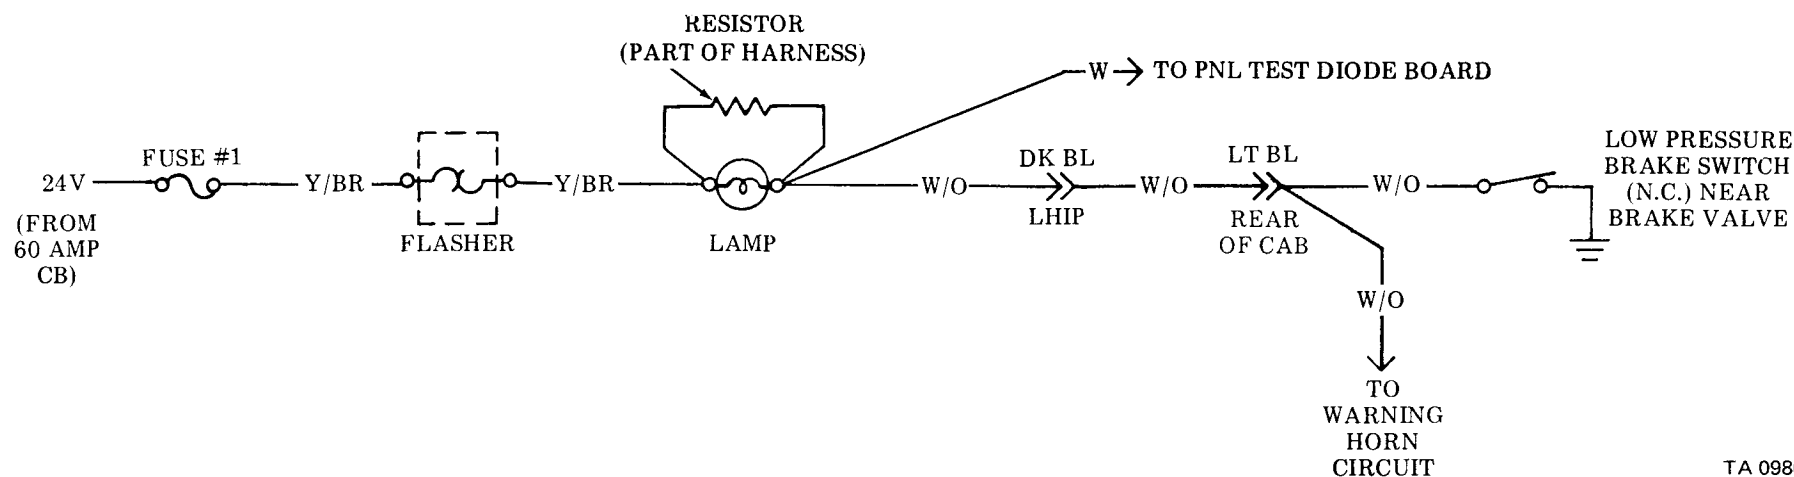 RESISTOR
(PART OF HARNESS)
W
TO PNL TEST DIODE BOARD
24V
(FROM
60 AMP
CB)
FUSE #1
Y/BR
FLASHER
Y/BR
LAMP
W/O
DK BL
LHIP
W/O
LT BL
REAR
OF CAB
W/O
LOW PRESSURE
BRAKE SWITCH
(N.C.) NEAR
BRAKE VALVE
W/O
TO
WARNING
HORN
CIRCUIT
TA 098